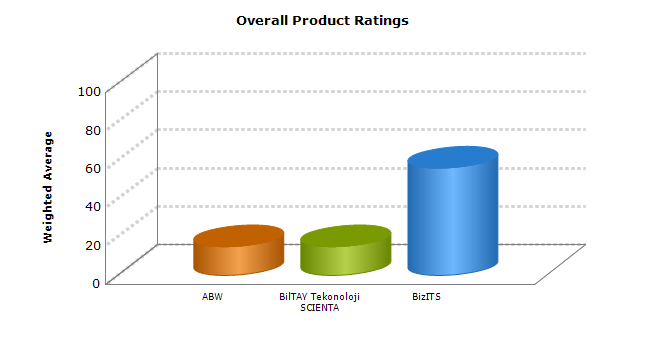 Overall Product Ratings
Weighted Average
100
80
60
40
20
0
ABW
BilTAY Tekonoloji
SCIENTA
BizITS